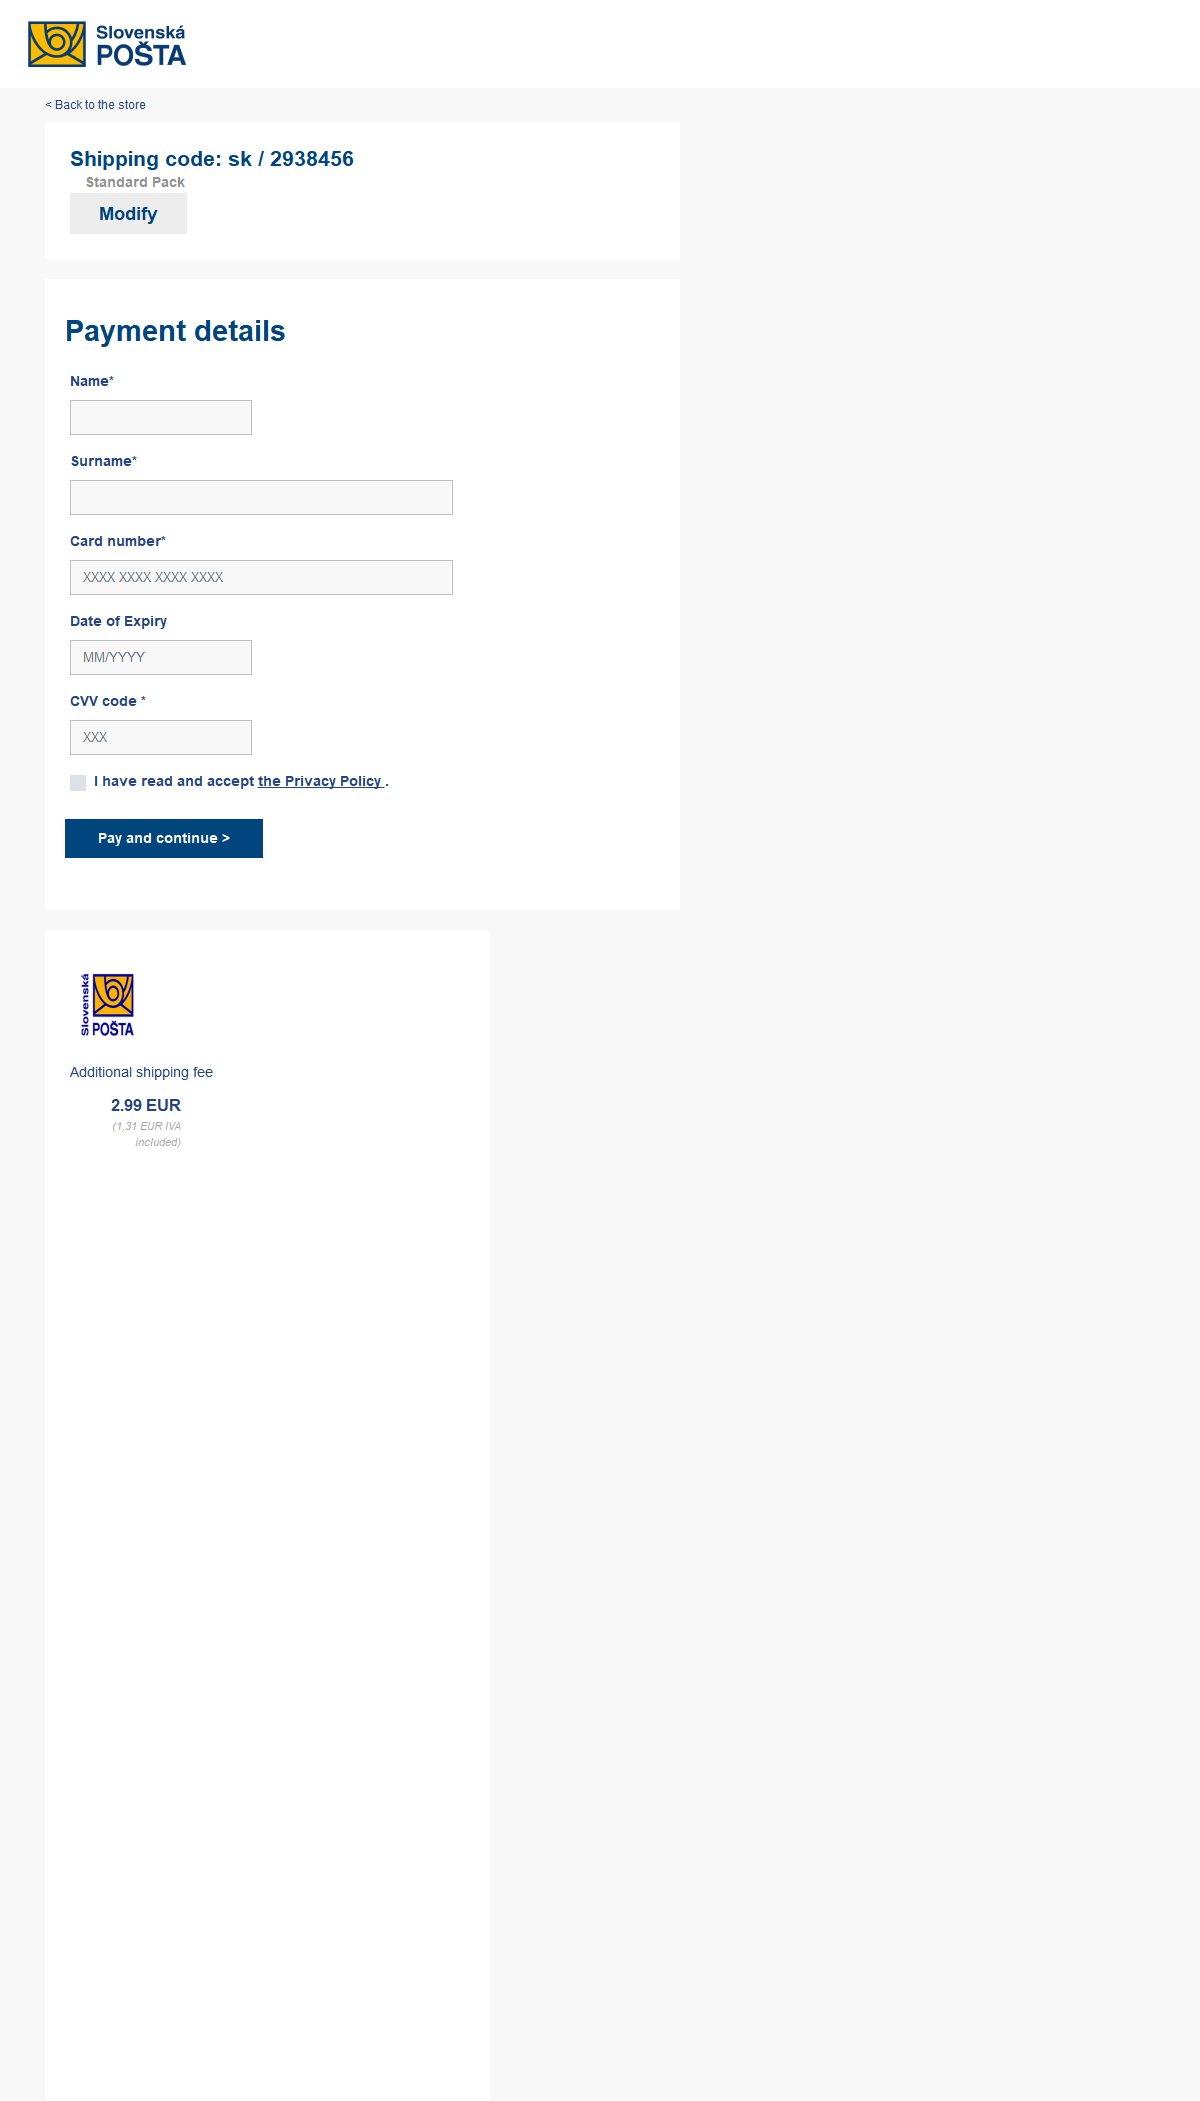 Slovenská
POŠTA
< Back to the store
Shipping code: sk / 2938456
Standard Pack
Modify
Payment details
Name*
Surname*
Card number*
XXXX XXXX XXXX XXXX
Date of Expiry
MM/YYYY
CVV code *
XXX
I have read and accept the Privacy Policy .
Pay and continue >
Slovenská
POŠTA
Additional shipping fee
2.99 EUR
(1,31 EUR IVA
included)